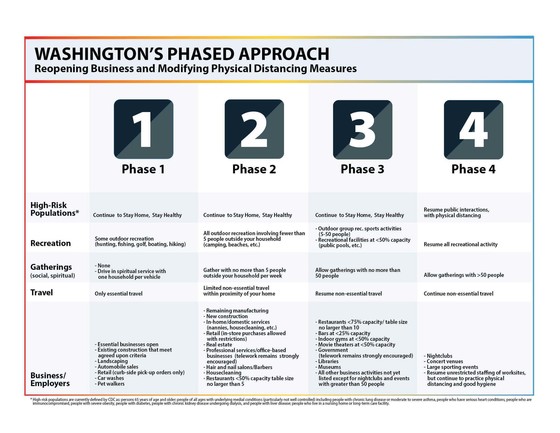 WASHINGTON'S PHASED APPROACH
Reopening Business and Modifying Physical Distancing Measures
1
2
3
4
Phase 1
Phase 2
Phase 3
Phase 4
High-Risk
Populations*
Continue to Stay Home, Stay Healthy
Continue to Stay Home, Stay Healthy
Continue to Stay Home, Stay Healthy
Resume public interactions,
with physical distancing
Recreation
Some outdoor recreation
(hunting, fishing, golf, boating, hiking)
All outdoor recreation involving fewer than
5 people outside your household
(camping, beaches, etc.)
- Outdoor group rec. sports activities
(5-50 people)
- Recreational facilities at <50% capacity
(public pools, etc.)
Resume all recreational activity
Gatherings
(social, spiritual)
- None
- Drive in spiritual service with
one household per vehicle
Gather with no more than 5 people
outside your household per week
Allow gatherings with no more than
50 people
Allow gatherings with >50 people
Travel
Only essential travel
Limited non-essential travel
within proximity of your home
Resume non-essential travel
Continue non-essential travel
Business/
Employers
- Essential businesses open
- Existing construction that meet
agreed upon criteria
- Landscaping
- Automobile sales
- Retail (curb-side pick-up orders only)
- Car washes
- Pet walkers
- Remaining manufacturing
- New construction
- In-home/domestic services
(nannies, housecleaning, etc.)
- Retail (in-store purchases allowed
with restrictions)
- Real estate
- Professional services/office-based
businesses (telework remains strongly
encouraged)
- Hair and nail salons/Barbers
- Housecleaning
- Restaurants <50% capacity table size
no larger than 5
- Restaurants <75% capacity/ table size
no larger than 10
- Bars at <25% capacity
- Indoor gyms at <50% capacity
- Movie theaters at <50% capacity
- Government
(telework remains strongly encouraged)
- Libraries
- Museums
- All other business activities not yet
listed except for nightclubs and events
with greater than 50 people
- Nightclubs
- Concert venues
- Large sporting events
- Resume unrestricted staffing of worksites,
but continue to practice physical
distancing and good hygiene
* High-risk populations are currently defined by CDC as: persons 65 years of age and older; people of all ages with underlying medical conditions (particularly not well controlled) including people with chronic lung disease or moderate to severe asthma, people who have serious heart conditions, people who are
immunocompromised, people with severe obesity, people with diabetes, people with chronic kidney disease undergoing dialysis, and people with liver disease; people who live in a nursing home or long-term care facility.